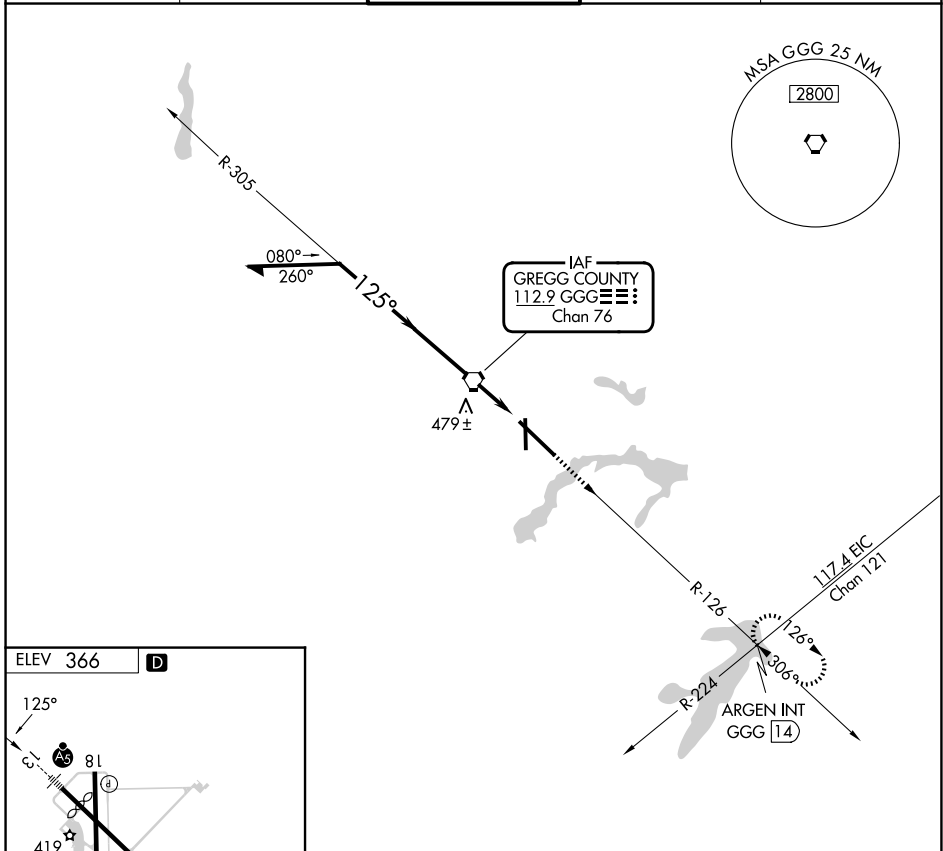 MSA GGG 25 NM
2800
R-305
080°
260°
125°
IAF
GREGG COUNTY
112.9 GGG
Chan 76
479±
117.4 EIC
Chan 121
R-126
126°
306°
R-224
ARGEN INT
GGG 14
ELEV 366
D
125°
A5
13
18
P
419